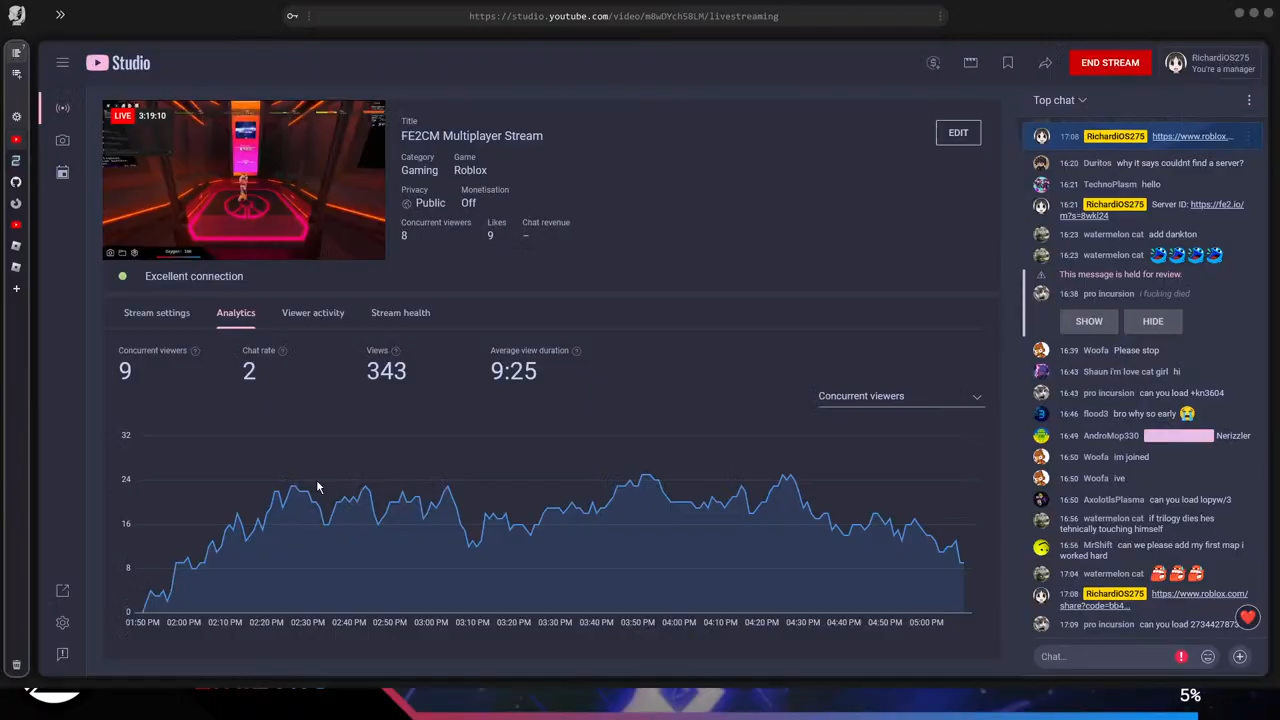 https://studio.youtube.com/video/m8wDYch58LM/livestreaming
Studio
END STREAM
RichardiOS275
You're a manager
LIVE 3:19:10
Title
FE2CM Multiplayer Stream
EDIT
Category Game
Gaming Roblox
Privacy Monetisation
Public Off
Concurrent viewers Likes Chat revenue
8 9 –
Excellent connection
Stream settings Analytics Viewer activity Stream health
Concurrent viewers Chat rate Views Average view duration
9 2 343 9:25
Concurrent viewers
32
24
16
8
0
01:50 PM 02:00 PM 02:10 PM 02:20 PM 02:30 PM 02:40 PM 02:50 PM 03:00 PM 03:10 PM 03:20 PM 03:30 PM 03:40 PM 03:50 PM 04:00 PM 04:10 PM 04:20 PM 04:30 PM 04:40 PM 04:50 PM 05:00 PM
Top chat
17:08 RichardiOS275 https://www.roblox....
16:20 Duritos why it says couldnt find a server?
16:21 TechnoPlasm hello
16:21 RichardiOS275 Server ID: https://fe2.io/
m?s=8wkl24
16:23 watermelon cat add dankton
16:23 watermelon cat
This message is held for review.
16:38 pro incursion i fucking died
SHOW HIDE
16:39 Woofa Please stop
16:43 Shaun i'm love cat girl hi
16:43 pro incursion can you load +kn3604
16:46 flood3 bro why so early
16:49 AndroMop330 Nerizzler
16:50 Woofa im joined
16:50 Woofa ive
16:50 AxolotlsPlasma can you load lopyw/3
16:56 watermelon cat if trilogy dies hes
tehnically touching himself
16:56 MrShift can we please add my first map i
worked hard
17:04 watermelon cat
17:08 RichardiOS275 https://www.roblox.com/
share?code=bb4...
17:09 pro incursion can you load 2734427873
Chat...
5%